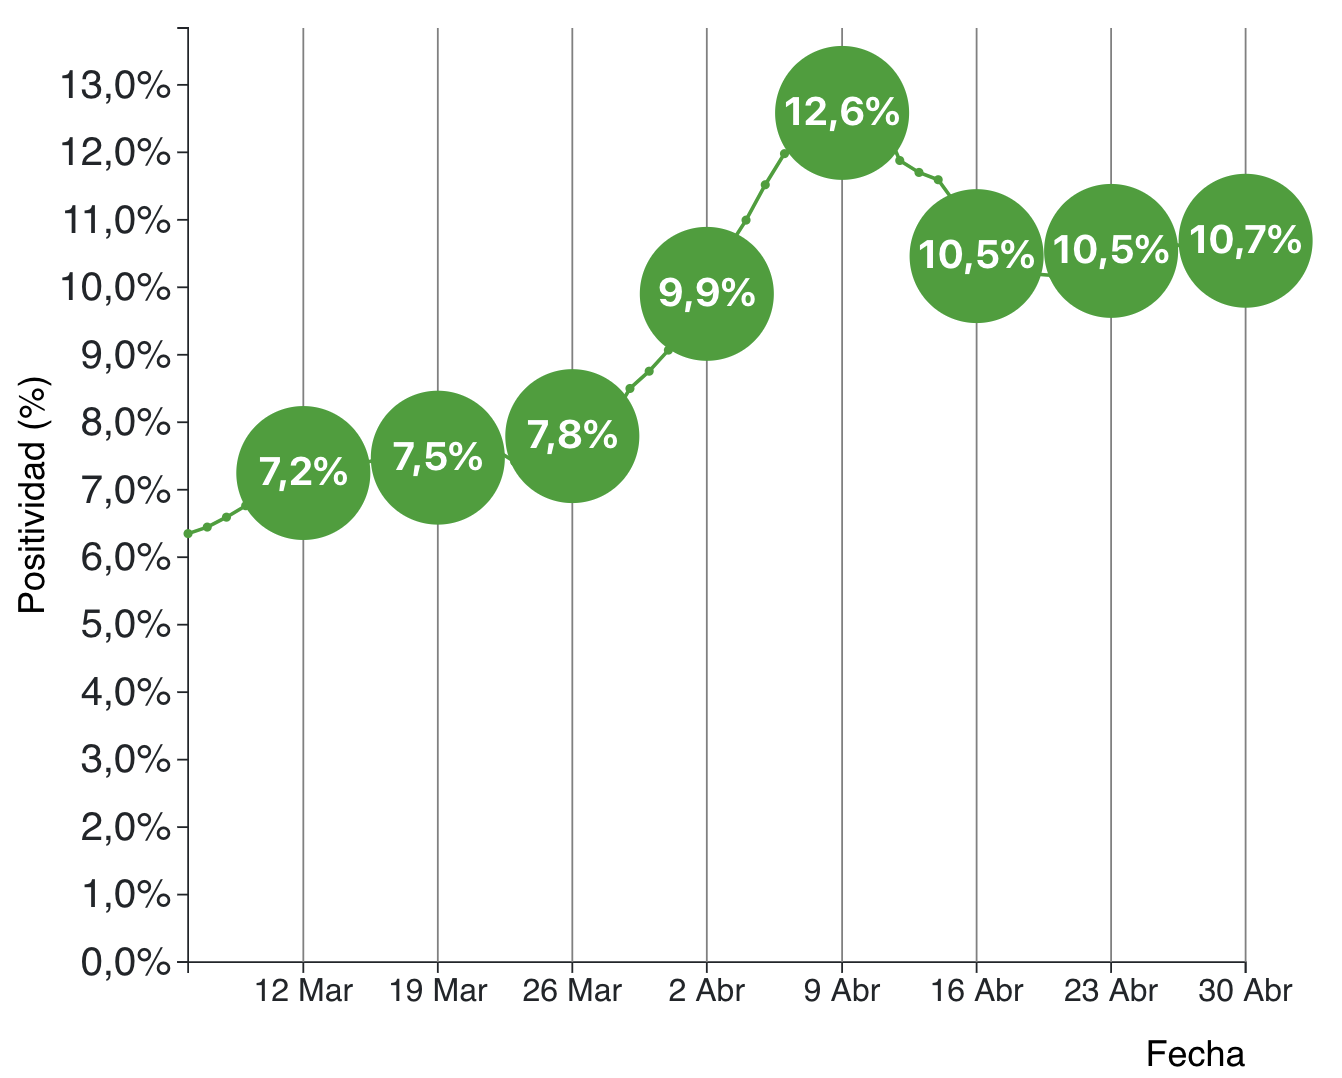 Positividad (%)
13,0%
12,0%
11,0%
10,0%
9,0%
8,0%
7,0%
6,0%
5,0%
4,0%
3,0%
2,0%
1,0%
0,0%
7,2%
7,5%
7,8%
9,9%
12,6%
10,5%
10,5%
10,7%
12 Mar
19 Mar
26 Mar
2 Abr
9 Abr
16 Abr
23 Abr
30 Abr
Fecha